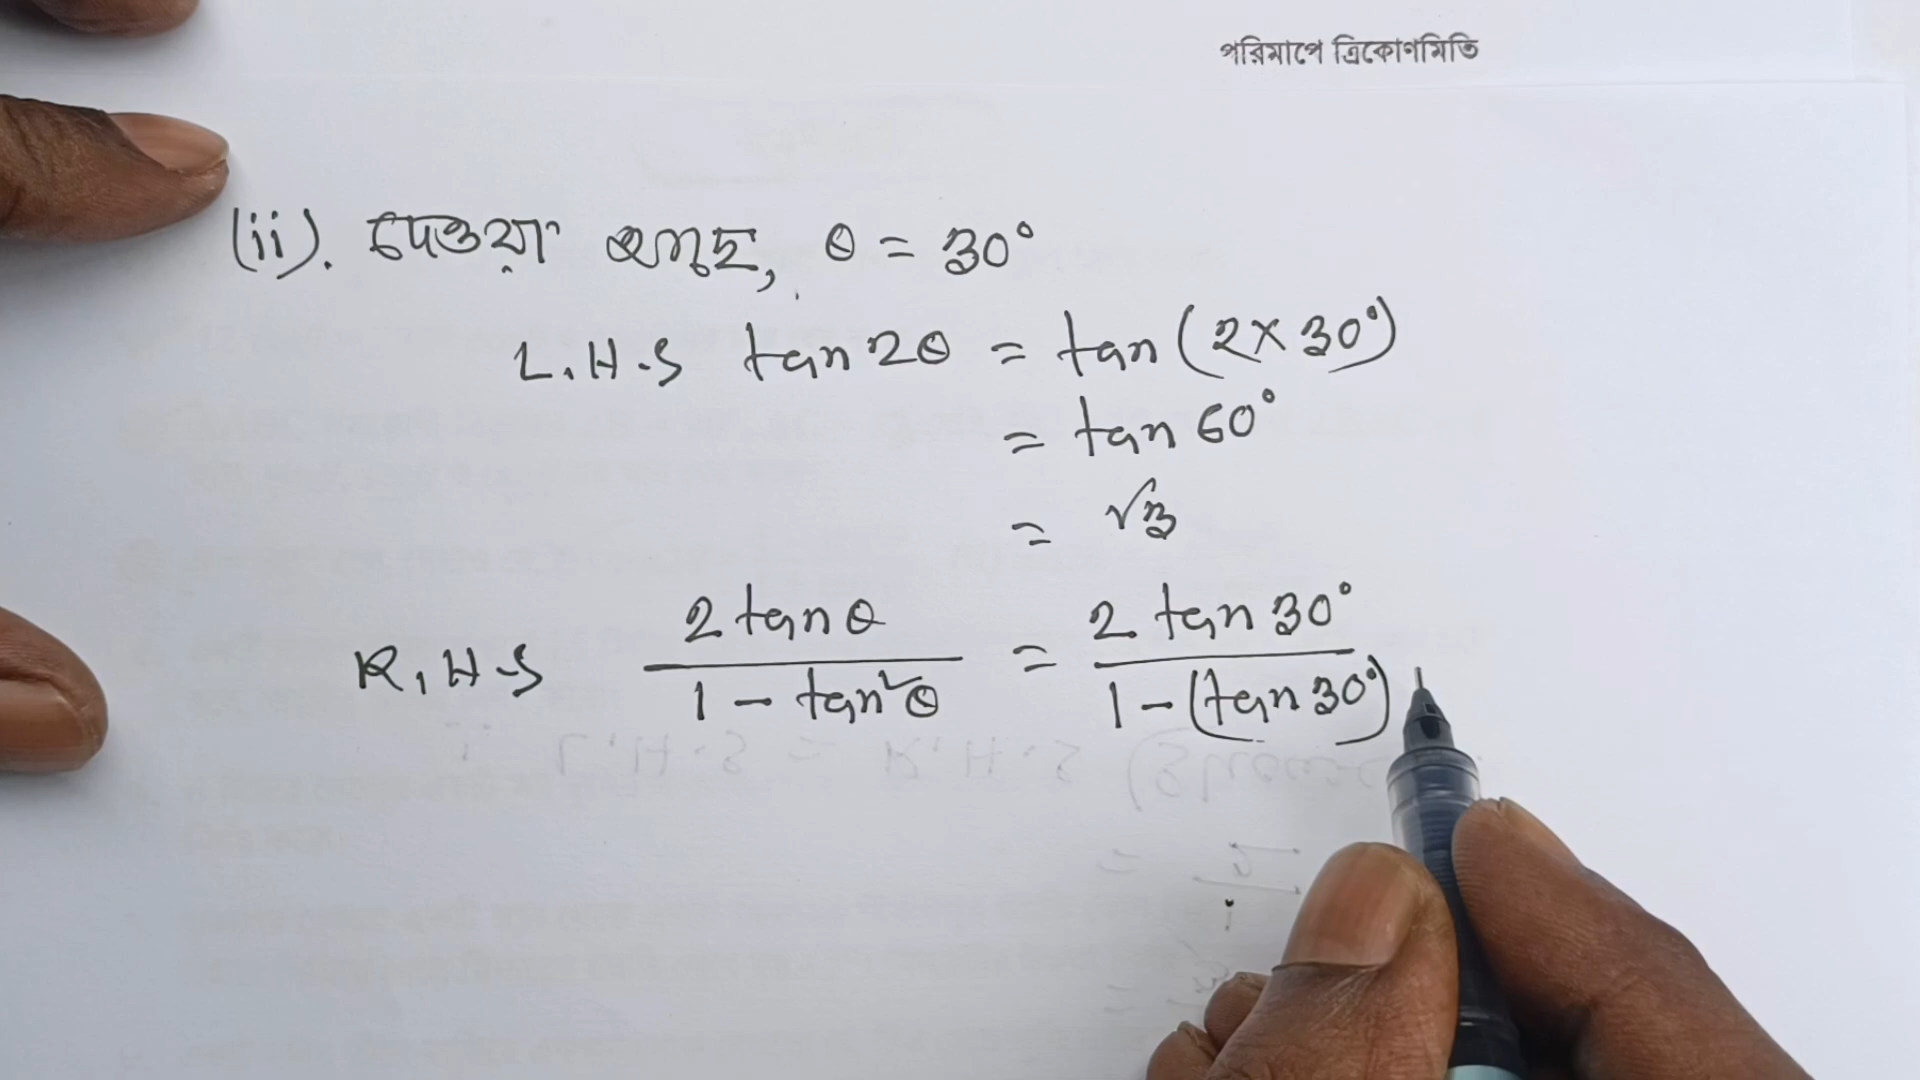 পরিমাপে ত্রিকোণমিতি
(ii). দেওয়া আছে, θ = 30°
L.H.S tan 2θ = tan (2 × 30°)
= tan 60°
= √3
R.H.S 2 tan θ / 1 - tan²θ = 2 tan 30° / 1 - (tan 30°)